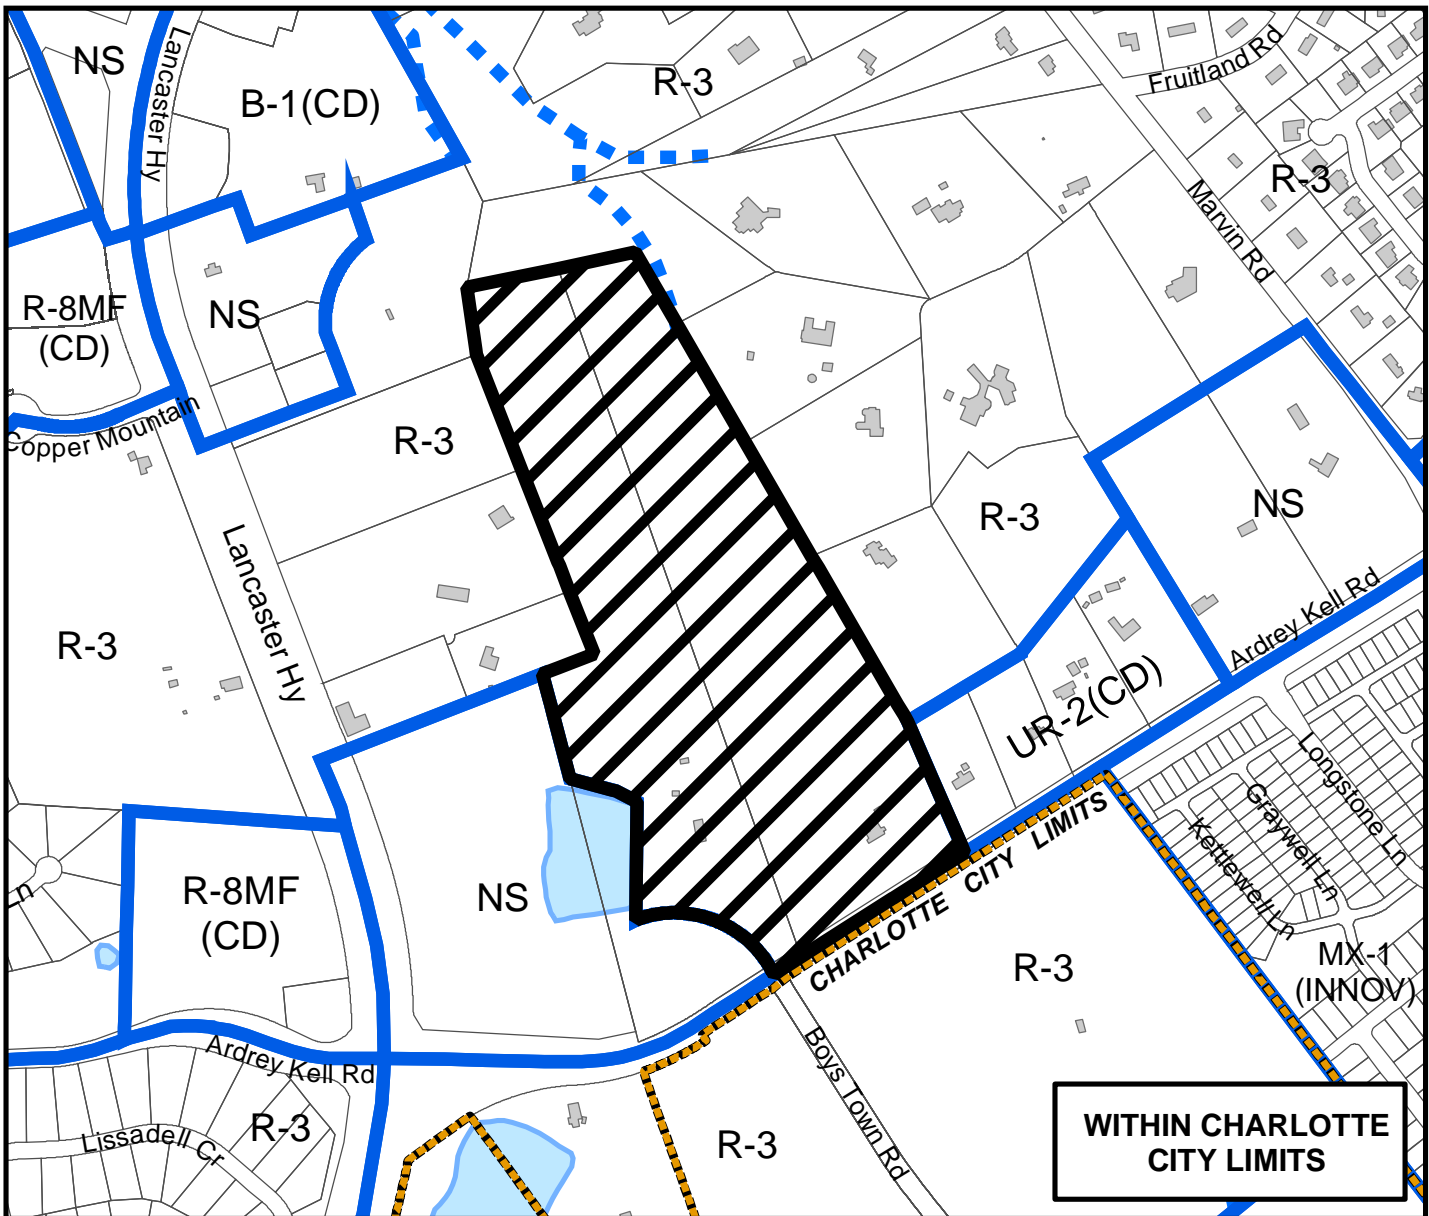 NS
Lancaster Hy
B-1(CD)
R-3
Fruitland Rd
R-3
Marvin Rd
R-8MF
(CD)
NS
Copper Mountain
R-3
R-3
NS
Lancaster Hy
R-3
Ardrey Kell Rd
UR-2(CD)
Longstone Ln
Graywell Ln
Kettlewell Ln
CHARLOTTE CITY LIMITS
R-8MF
(CD)
Ln
NS
R-3
MX-1
(INNOV)
Ardrey Kell Rd
Boys Town Rd
R-3
Lissadell Cr
R-3
WITHIN CHARLOTTE
CITY LIMITS